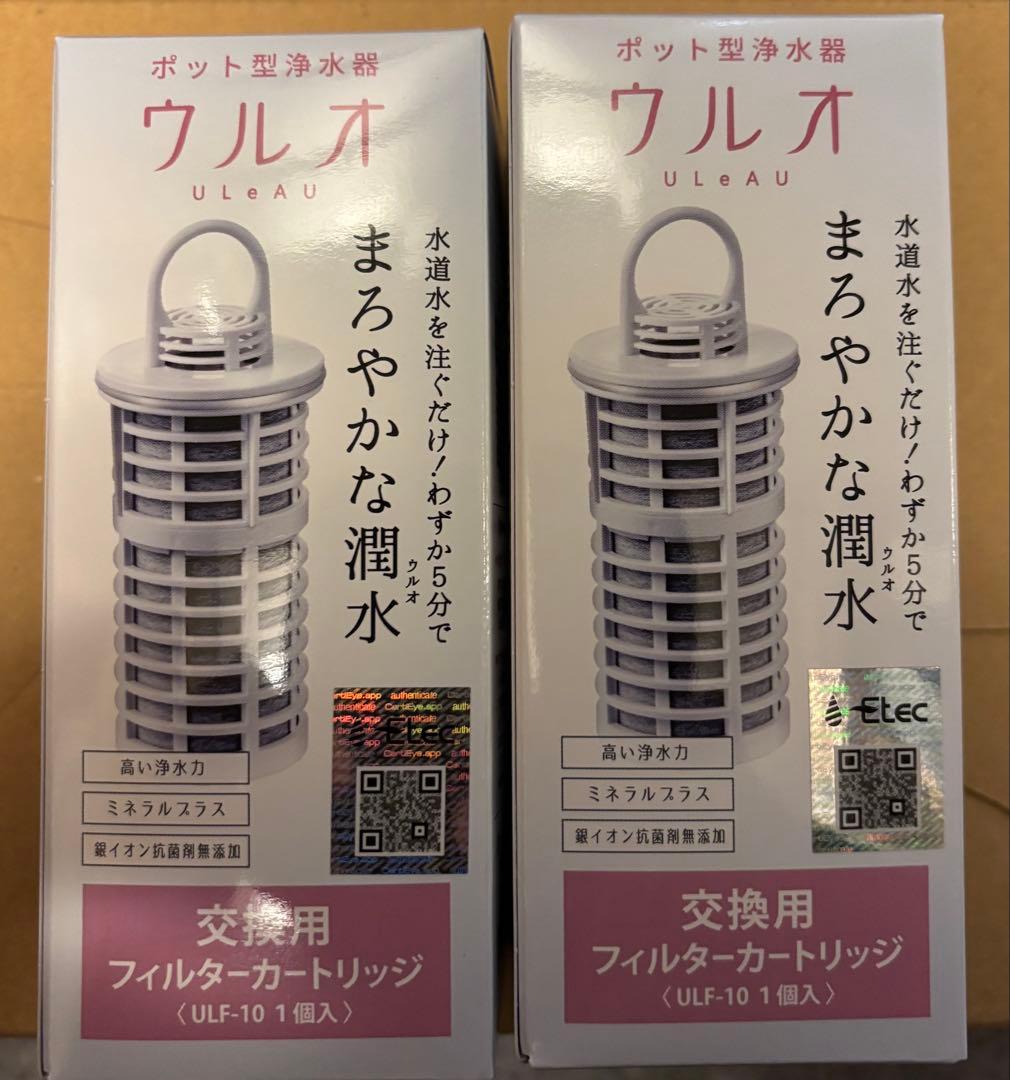 ポット型浄水器
ウルオ
ULeAU
水道水を注ぐだけ!わずか5分で
まろやかな潤水
ウルオ
CertiEye.app authenticate
Etec
高い浄水力
ミネラルプラス
銀イオン抗菌剤無添加
交換用
フィルターカートリッジ
〈ULF-10 1個入〉
ポット型浄水器
ウルオ
ULeAU
水道水を注ぐだけ!わずか5分で
まろやかな潤水
ウルオ
Etec
高い浄水力
ミネラルプラス
銀イオン抗菌剤無添加
交換用
フィルターカートリッジ
〈ULF-10 1個入〉